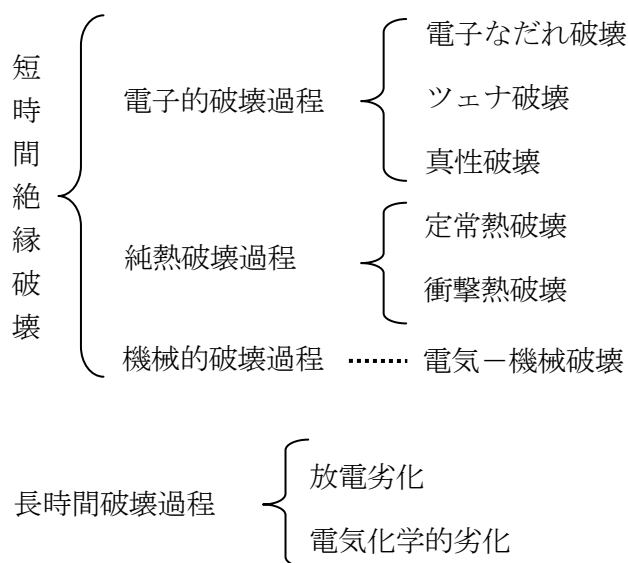 短時間絶縁破壊
電子的破壊過程
電子なだれ破壊
ツェナ破壊
真性破壊
純熱破壊過程
定常熱破壊
衝撃熱破壊
機械的破壊過程
電気－機械破壊
長時間破壊過程
放電劣化
電気化学的劣化